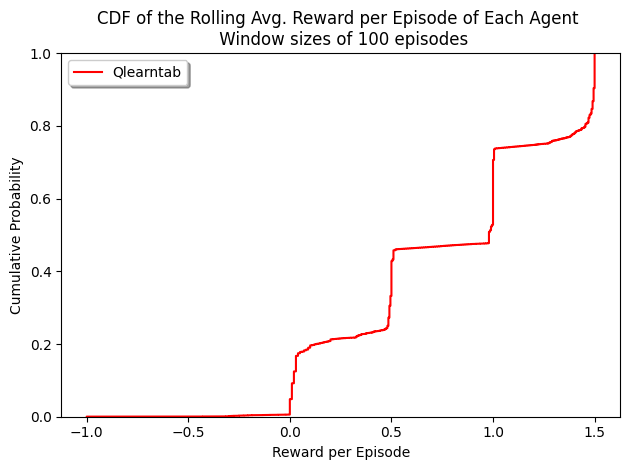 CDF of the Rolling Avg. Reward per Episode of Each Agent
Window sizes of 100 episodes
Qlearntab
Cumulative Probability
1.0
0.8
0.6
0.4
0.2
0.0
−1.0 −0.5 0.0 0.5 1.0 1.5
Reward per Episode